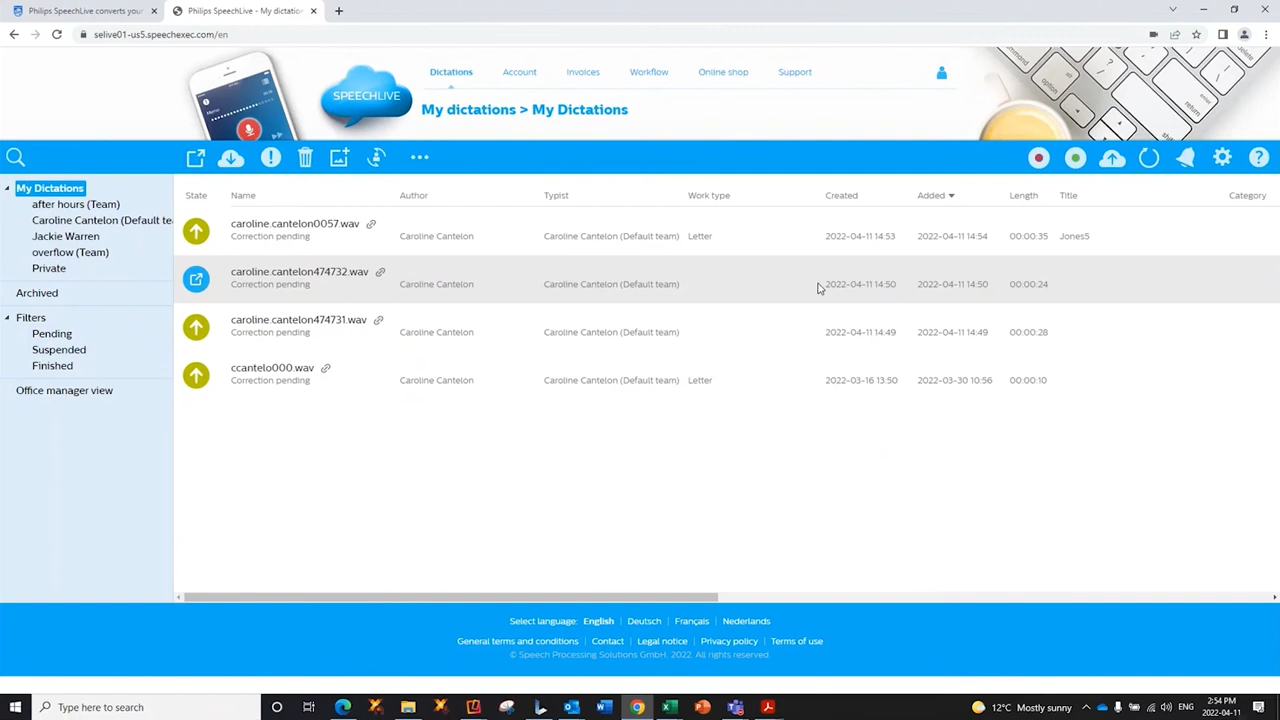 Philips SpeechLive converts your
Philips SpeechLive - My dictatio
selive01-us5.speechexec.com/en
SPEECHLIVE
Dictations Account Invoices Workflow Online shop Support
My dictations > My Dictations
My Dictations
after hours (Team)
Caroline Cantelon (Default te
Jackie Warren
overflow (Team)
Private
Archived
Filters
Pending
Suspended
Finished
Office manager view
State Name Author Typist Work type Created Added Length Title Category
caroline.cantelon0057.wav
Correction pending Caroline Cantelon Caroline Cantelon (Default team) Letter 2022-04-11 14:53 2022-04-11 14:54 00:00:35 Jones5
caroline.cantelon474732.wav
Correction pending Caroline Cantelon Caroline Cantelon (Default team) 2022-04-11 14:50 2022-04-11 14:50 00:00:24
caroline.cantelon474731.wav
Correction pending Caroline Cantelon Caroline Cantelon (Default team) 2022-04-11 14:49 2022-04-11 14:49 00:00:28
ccantelo000.wav
Correction pending Caroline Cantelon Caroline Cantelon (Default team) Letter 2022-03-16 13:50 2022-03-30 10:56 00:00:10
Select language: English | Deutsch | Français | Nederlands
General terms and conditions | Contact | Legal notice | Privacy policy | Terms of use
© Speech Processing Solutions GmbH, 2022. All rights reserved.
Type here to search
12°C Mostly sunny
ENG
2:54 PM
2022-04-11